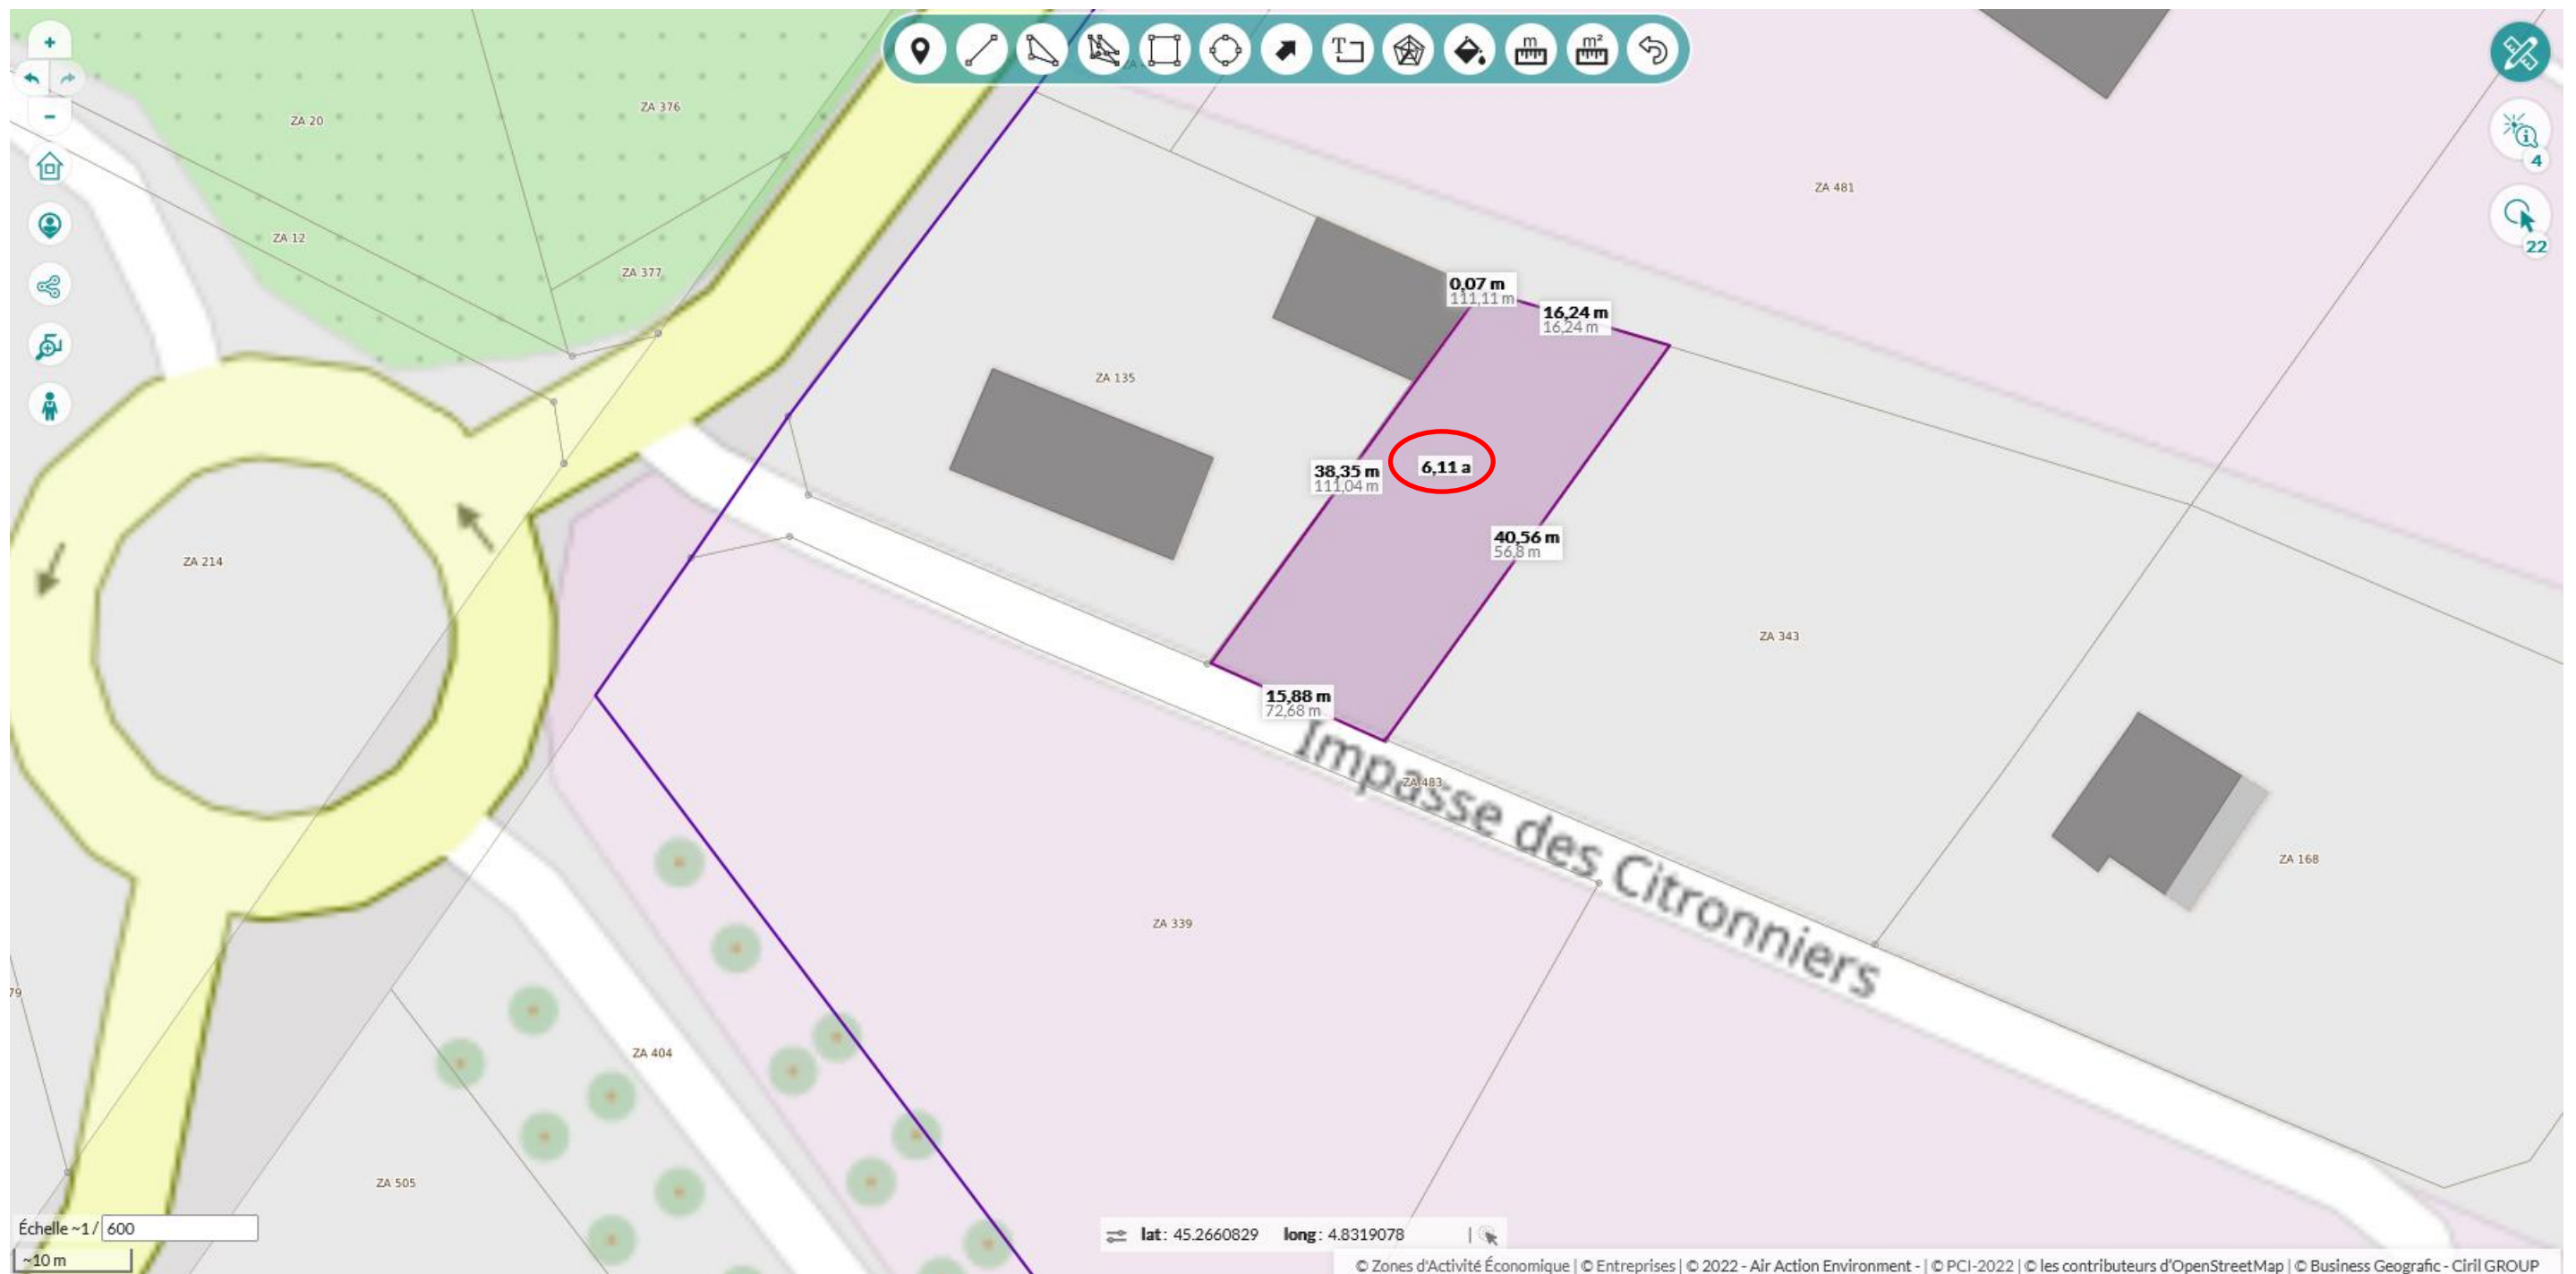 m
m²
T
ZA 376
ZA 20
4
ZA 481
ZA 12
22
ZA 377
0,07 m
111,11 m
16,24 m
16,24 m
ZA 135
6,11 a
38,35 m
111,04 m
40,56 m
56,8 m
ZA 214
ZA 343
15,88 m
72,68 m
Impasse des Citronniers
ZA 483
ZA 168
ZA 339
79
ZA 404
ZA 505
Échelle ~1 / 600
~10 m
lat : 45.2660829 long : 4.8319078
© Zones d'Activité Économique | © Entreprises | © 2022 - Air Action Environment - | © PCI-2022 | © les contributeurs d'OpenStreetMap | © Business Geografic - Ciril GROUP